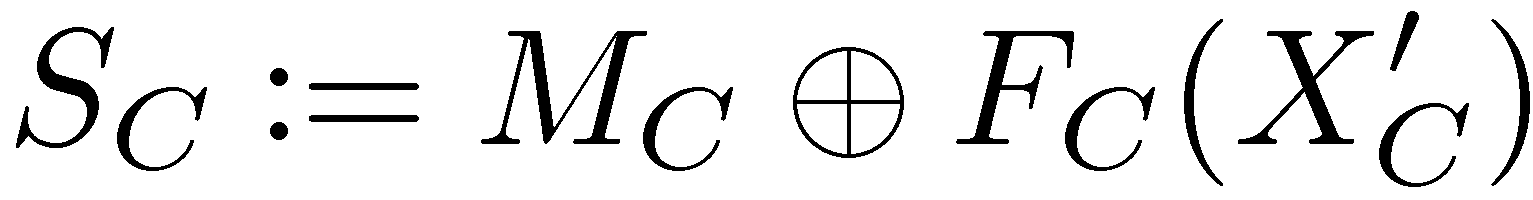 S_C := M_C ⊕ F_C(X'_C)